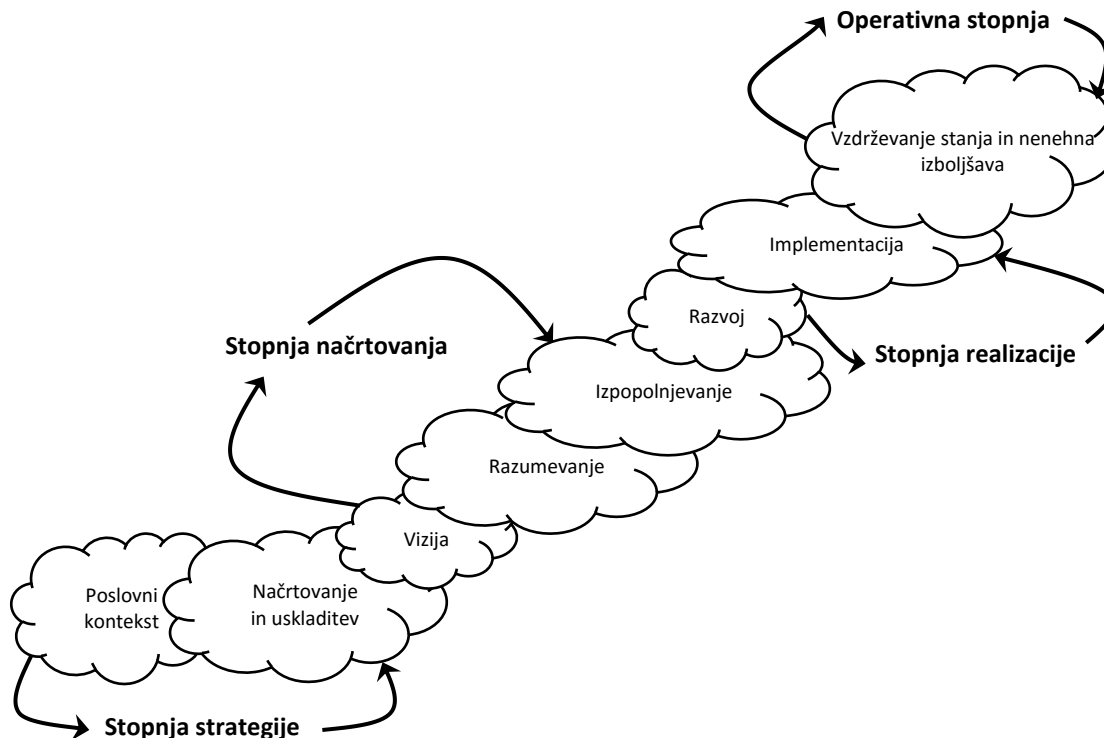 Operativna stopnja
Vzdrževanje stanja in nenehna
izboljšava
Implementacija
Razvoj
Stopnja načrtovanja
Stopnja realizacije
Izpopolnjevanje
Razumevanje
Vizija
Poslovni
kontekst
Načrtovanje
in uskladitev
Stopnja strategije